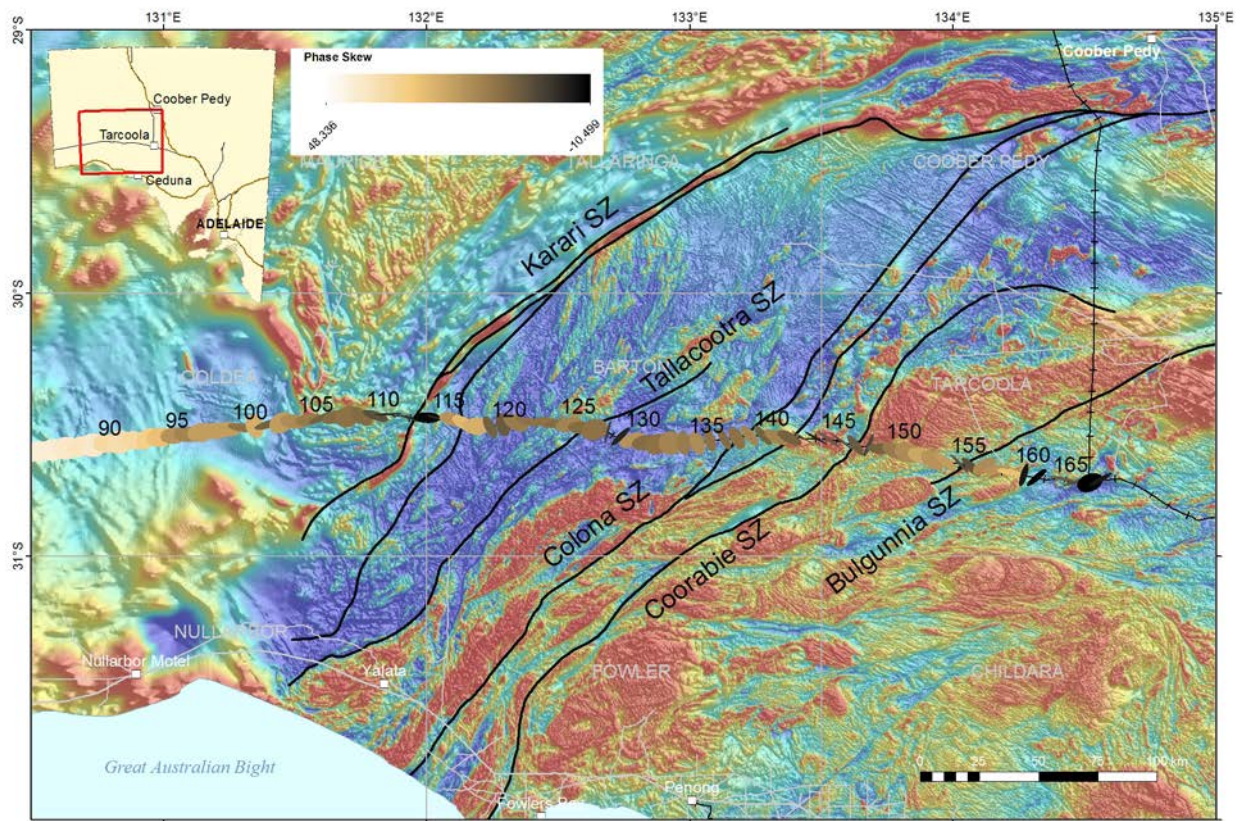 131°E 132°E 133°E 134°E 135°E
29°S
30°S
31°S
Phase Skew
48.336
-10.499
Coober Pedy
Tarcoola
Ceduna
ADELAIDE
Coober Pedy
TALLARINGA
COOBER PEDY
Karari SZ
Tallacootra SZ
BARTON
TARCOOLA
90 95 100 105 110 115 120 125 130 135 140 145 150 155 160 165
Colona SZ
Coorabie SZ
Bulgunnia SZ
NULLARBOR
Nullarbor Motel
Yalata
FOWLER
CHILDARA
Great Australian Bight
Penong
Fowlers
0 25 50 75 100 km